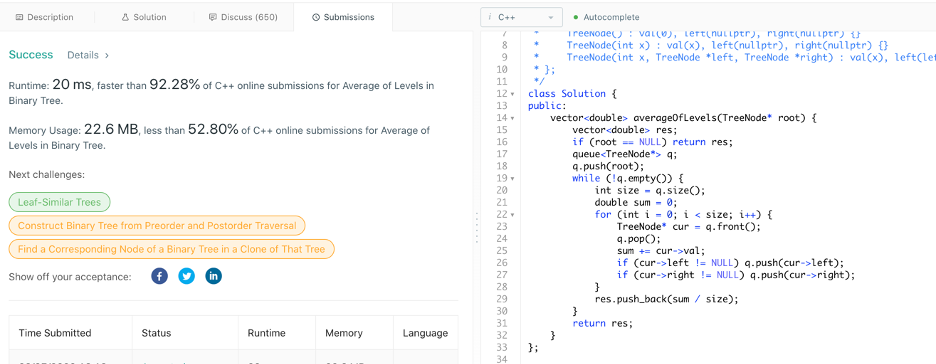 Description
Solution
Discuss (650)
Submissions
Success Details >
Runtime: 20 ms, faster than 92.28% of C++ online submissions for Average of Levels in
Binary Tree.
Memory Usage: 22.6 MB, less than 52.80% of C++ online submissions for Average of
Levels in Binary Tree.
Next challenges:
Leaf-Similar Trees
Construct Binary Tree from Preorder and Postorder Traversal
Find a Corresponding Node of a Binary Tree in a Clone of That Tree
Show off your acceptance:
Time Submitted Status Runtime Memory Language
i C++ Autocomplete
7 * TreeNode() : val(0), left(nullptr), right(nullptr) {}
8 * TreeNode(int x) : val(x), left(nullptr), right(nullptr) {}
9 * TreeNode(int x, TreeNode *left, TreeNode *right) : val(x), left(lef
10 * };
11 */
12 class Solution {
13 public:
14 vector<double> averageOfLevels(TreeNode* root) {
15 vector<double> res;
16 if (root == NULL) return res;
17 queue<TreeNode*> q;
18 q.push(root);
19 while (!q.empty()) {
20 int size = q.size();
21 double sum = 0;
22 for (int i = 0; i < size; i++) {
23 TreeNode* cur = q.front();
24 q.pop();
25 sum += cur->val;
26 if (cur->left != NULL) q.push(cur->left);
27 if (cur->right != NULL) q.push(cur->right);
28 }
29 res.push_back(sum / size);
30 }
31 return res;
32 }
33 };
34